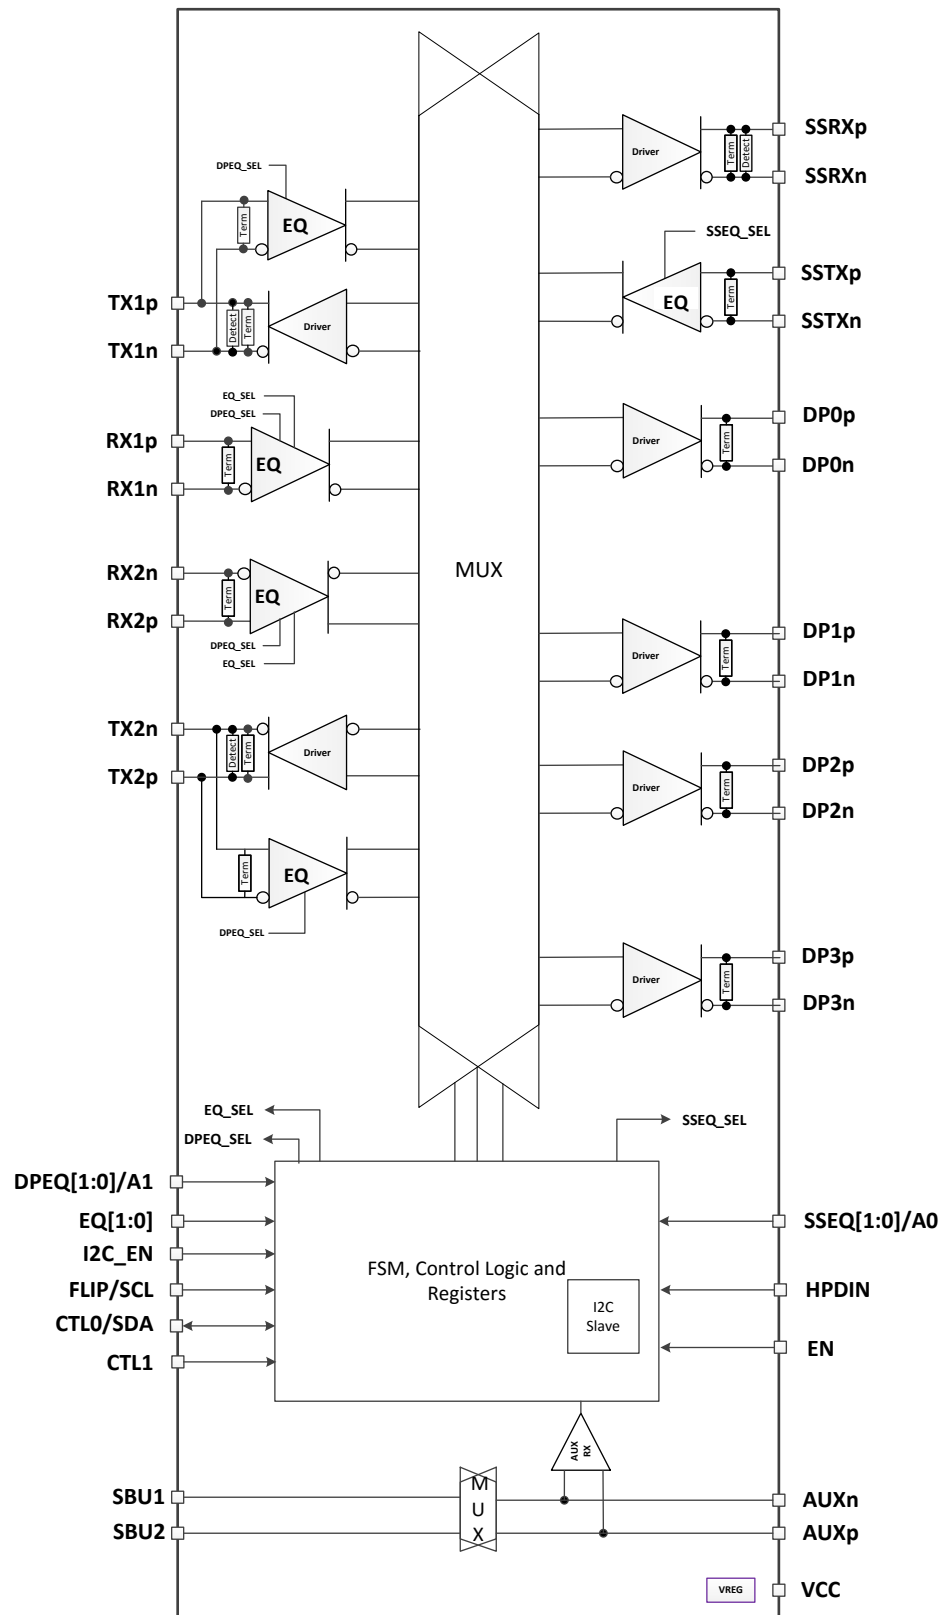 SSRXp
Driver
Term
Detect
SSRXn
DPEQ_SEL
Term
EQ
SSEQ_SEL
SSTXp
EQ
Term
SSTXn
TX1p
Detect
Term
Driver
TX1n
EQ_SEL
DPEQ_SEL
RX1p
Term
EQ
RX1n
DP0p
Driver
Term
DP0n
MUX
RX2n
Term
EQ
RX2p
DPEQ_SEL
EQ_SEL
DP1p
Driver
Term
DP1n
TX2n
Detect
Term
Driver
TX2p
DP2p
Driver
Term
DP2n
Term
EQ
DPEQ_SEL
DP3p
Driver
Term
DP3n
EQ_SEL
DPEQ_SEL
SSEQ_SEL
DPEQ[1:0]/A1
EQ[1:0]
I2C_EN
FLIP/SCL
CTL0/SDA
CTL1
FSM, Control Logic and
Registers
I2C
Slave
SSEQ[1:0]/A0
HPDIN
EN
AUX
RX
SBU1
SBU2
M
U
X
AUXn
AUXp
VREG
VCC